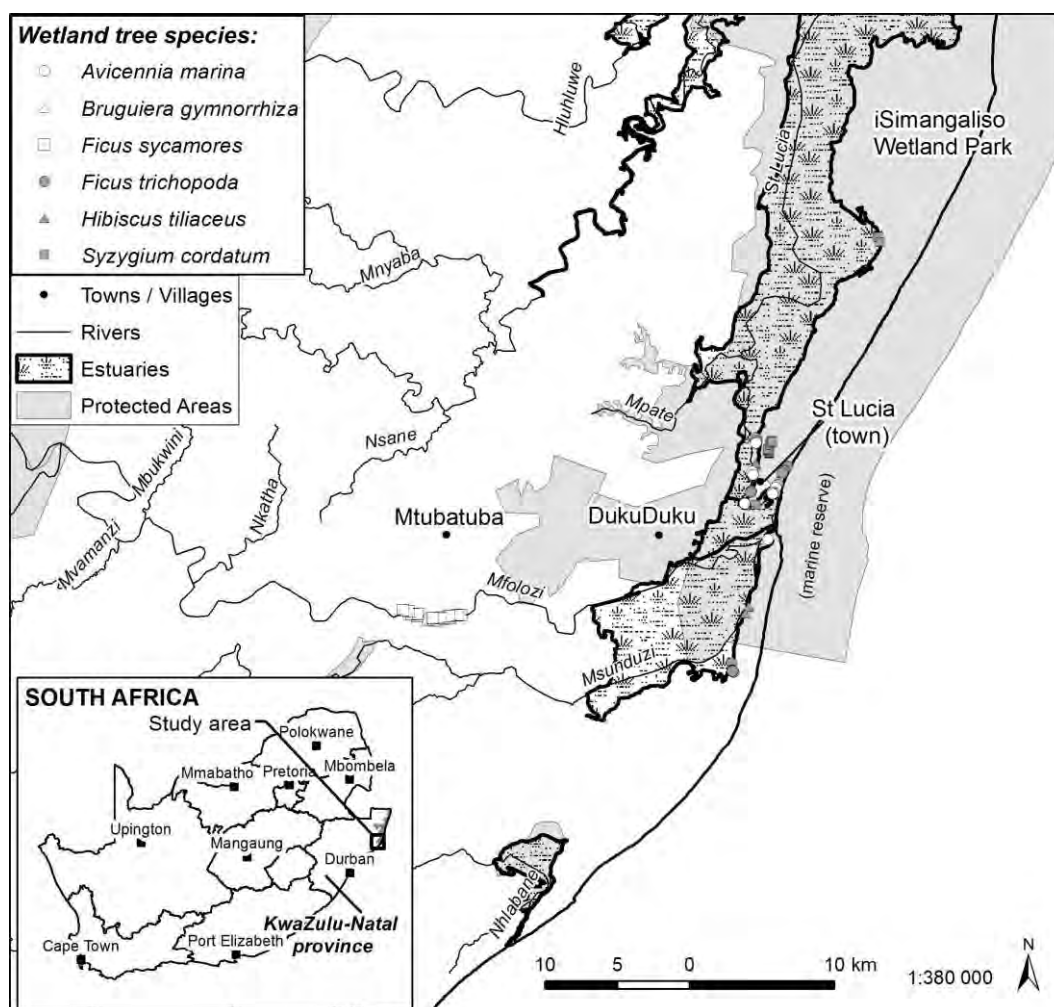 Wetland tree species:
Avicennia marina
Bruguiera gymnorrhiza
Ficus sycamores
Ficus trichopoda
Hibiscus tiliaceus
Syzygium cordatum
Towns / Villages
Rivers
Estuaries
Protected Areas
Hluhluwe
St Lucia
iSimangaliso
Wetland Park
Mnyaba
Mpate
Nsane
St Lucia
(town)
Mbukwini
Nkatha
Mvamanzi
Mtubatuba
DukuDuku
(marine reserve)
Mfolozi
Msunduzi
Nhlabane
SOUTH AFRICA
Study area
Polokwane
Mmabatho
Pretoria
Mbombela
Upington
Mangaung
Durban
KwaZulu-Natal
province
Cape Town
Port Elizabeth
10 5 0 10 km
1:380 000
N